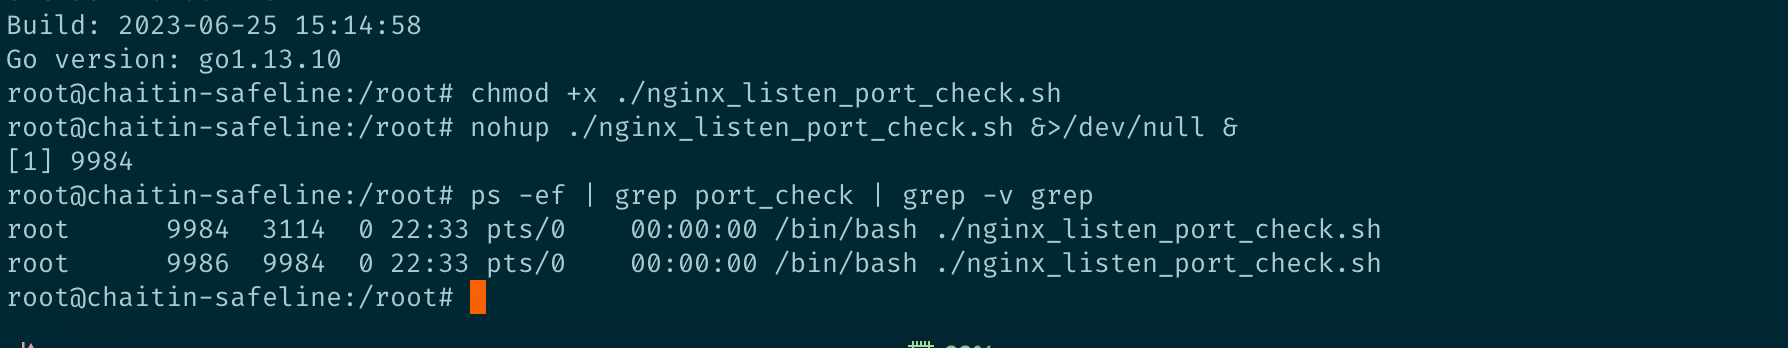 Build: 2023-06-25 15:14:58
Go version: go1.13.10
root@chaitin-safeline:/root# chmod +x ./nginx_listen_port_check.sh
root@chaitin-safeline:/root# nohup ./nginx_listen_port_check.sh &>/dev/null &
[1] 9984
root@chaitin-safeline:/root# ps -ef | grep port_check | grep -v grep
root      9984  3114  0 22:33 pts/0    00:00:00 /bin/bash ./nginx_listen_port_check.sh
root      9986  9984  0 22:33 pts/0    00:00:00 /bin/bash ./nginx_listen_port_check.sh
root@chaitin-safeline:/root#